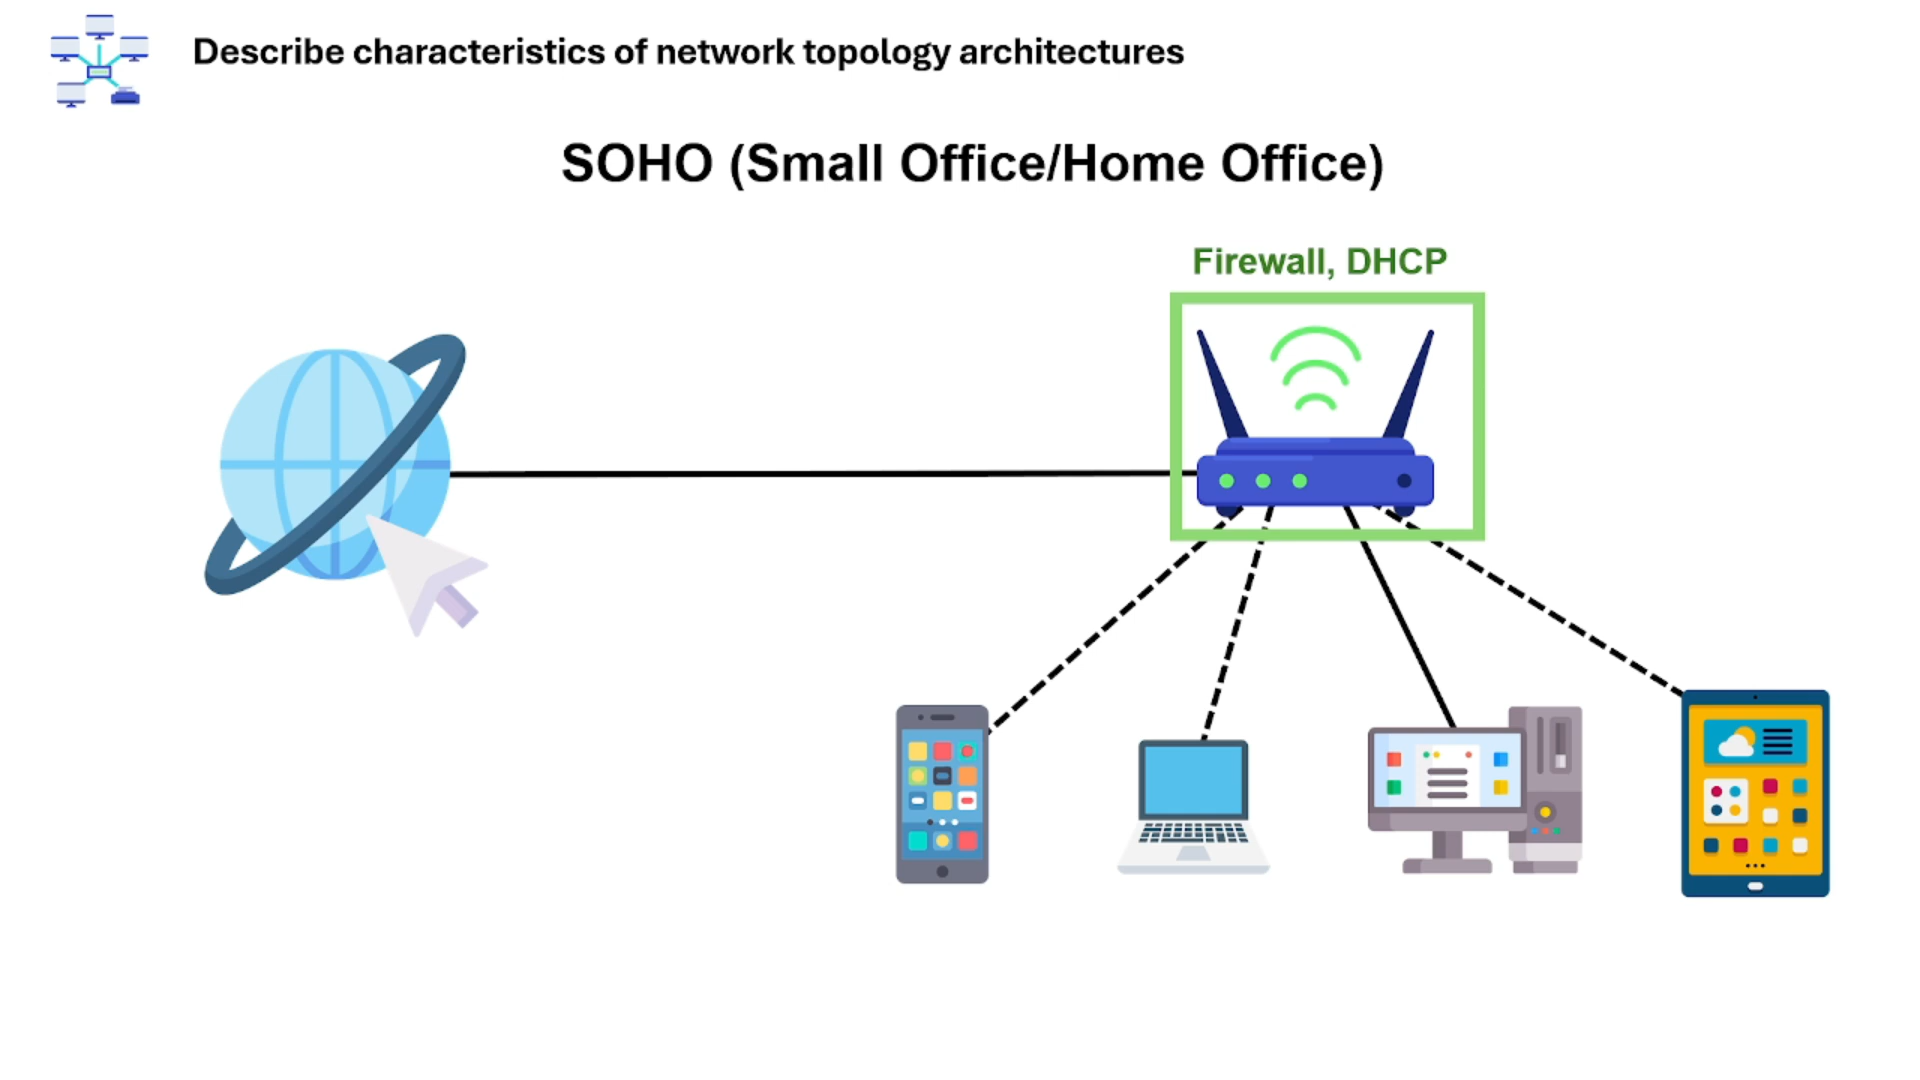 Describe characteristics of network topology architectures
SOHO (Small Office/Home Office)
Firewall, DHCP